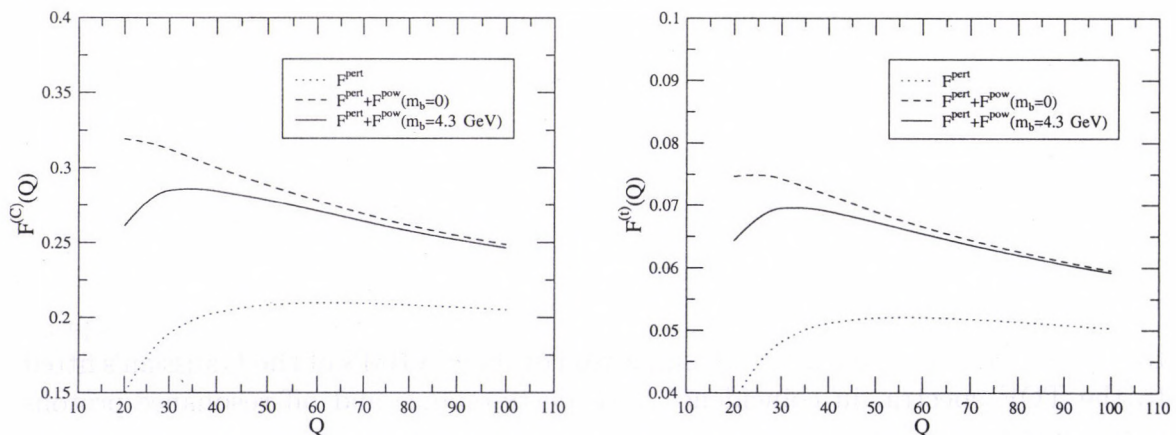 0.4
0.35
0.3
0.25
0.2
0.15
F^(C)(Q)
F^pert
F^pert+F^pow(m_b=0)
F^pert+F^pow(m_b=4.3 GeV)
10 20 30 40 50 60 70 80 90 100 110
Q
0.1
0.09
0.08
0.07
0.06
0.05
0.04
F^(t)(Q)
F^pert
F^pert+F^pow(m_b=0)
F^pert+F^pow(m_b=4.3 GeV)
10 20 30 40 50 60 70 80 90 100 110
Q